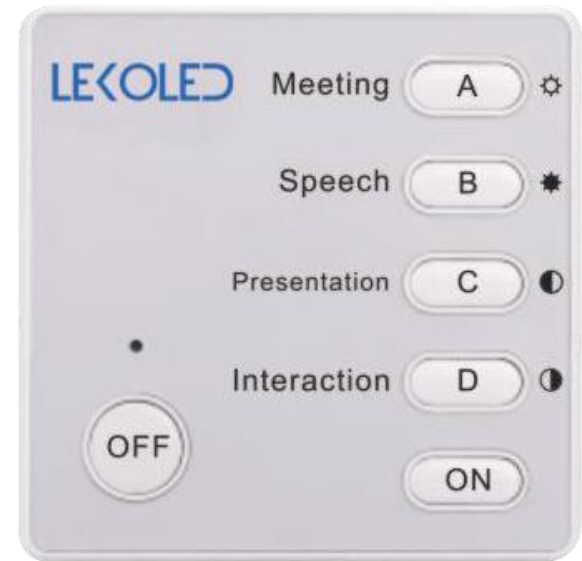 LEKOLED
Meeting A
Speech B
Presentation C
Interaction D
OFF
ON